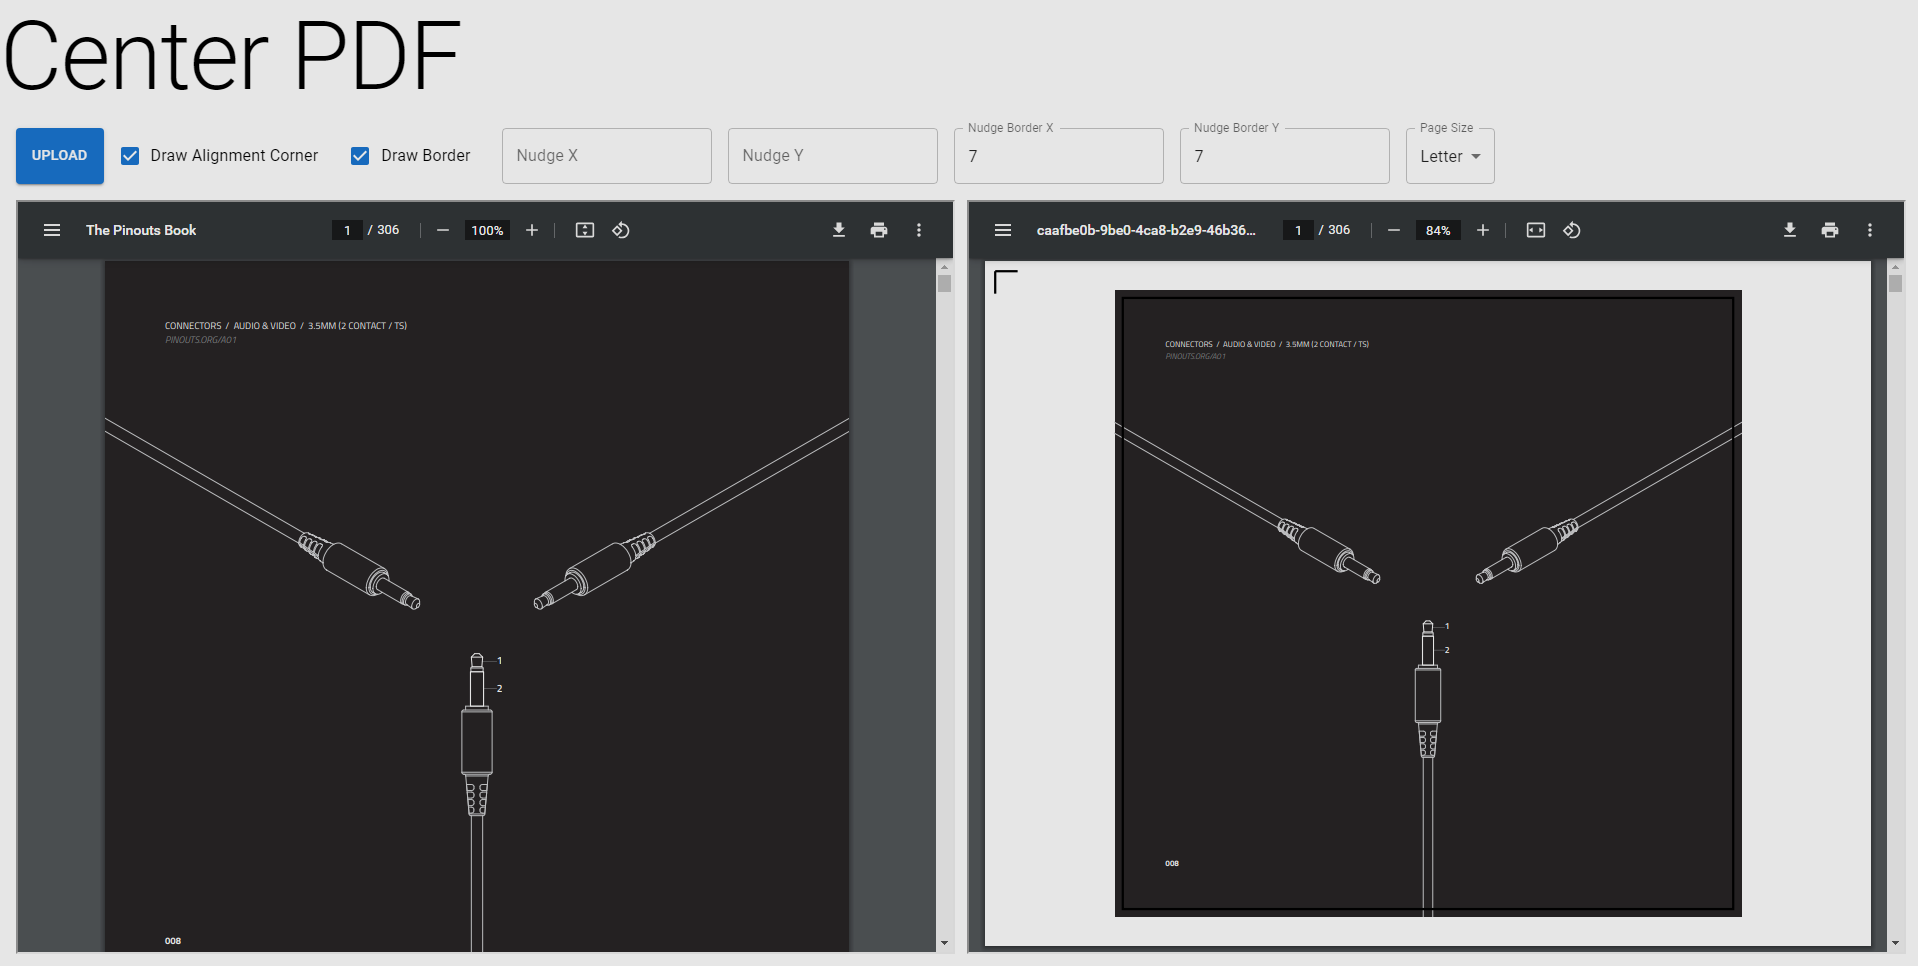 Center PDF
UPLOAD
Draw Alignment Corner
Draw Border
Nudge X
Nudge Y
Nudge Border X
7
Nudge Border Y
7
Page Size
Letter
The Pinouts Book
1 / 306
100%
caafbe0b-9be0-4ca8-b2e9-46b36...
1 / 306
84%
CONNECTORS / AUDIO & VIDEO / 3.5MM (2 CONTACT / TS)
PINOUTS.ORG/A01
1
2
008
CONNECTORS / AUDIO & VIDEO / 3.5MM (2 CONTACT / TS)
PINOUTS.ORG/A01
1
2
008